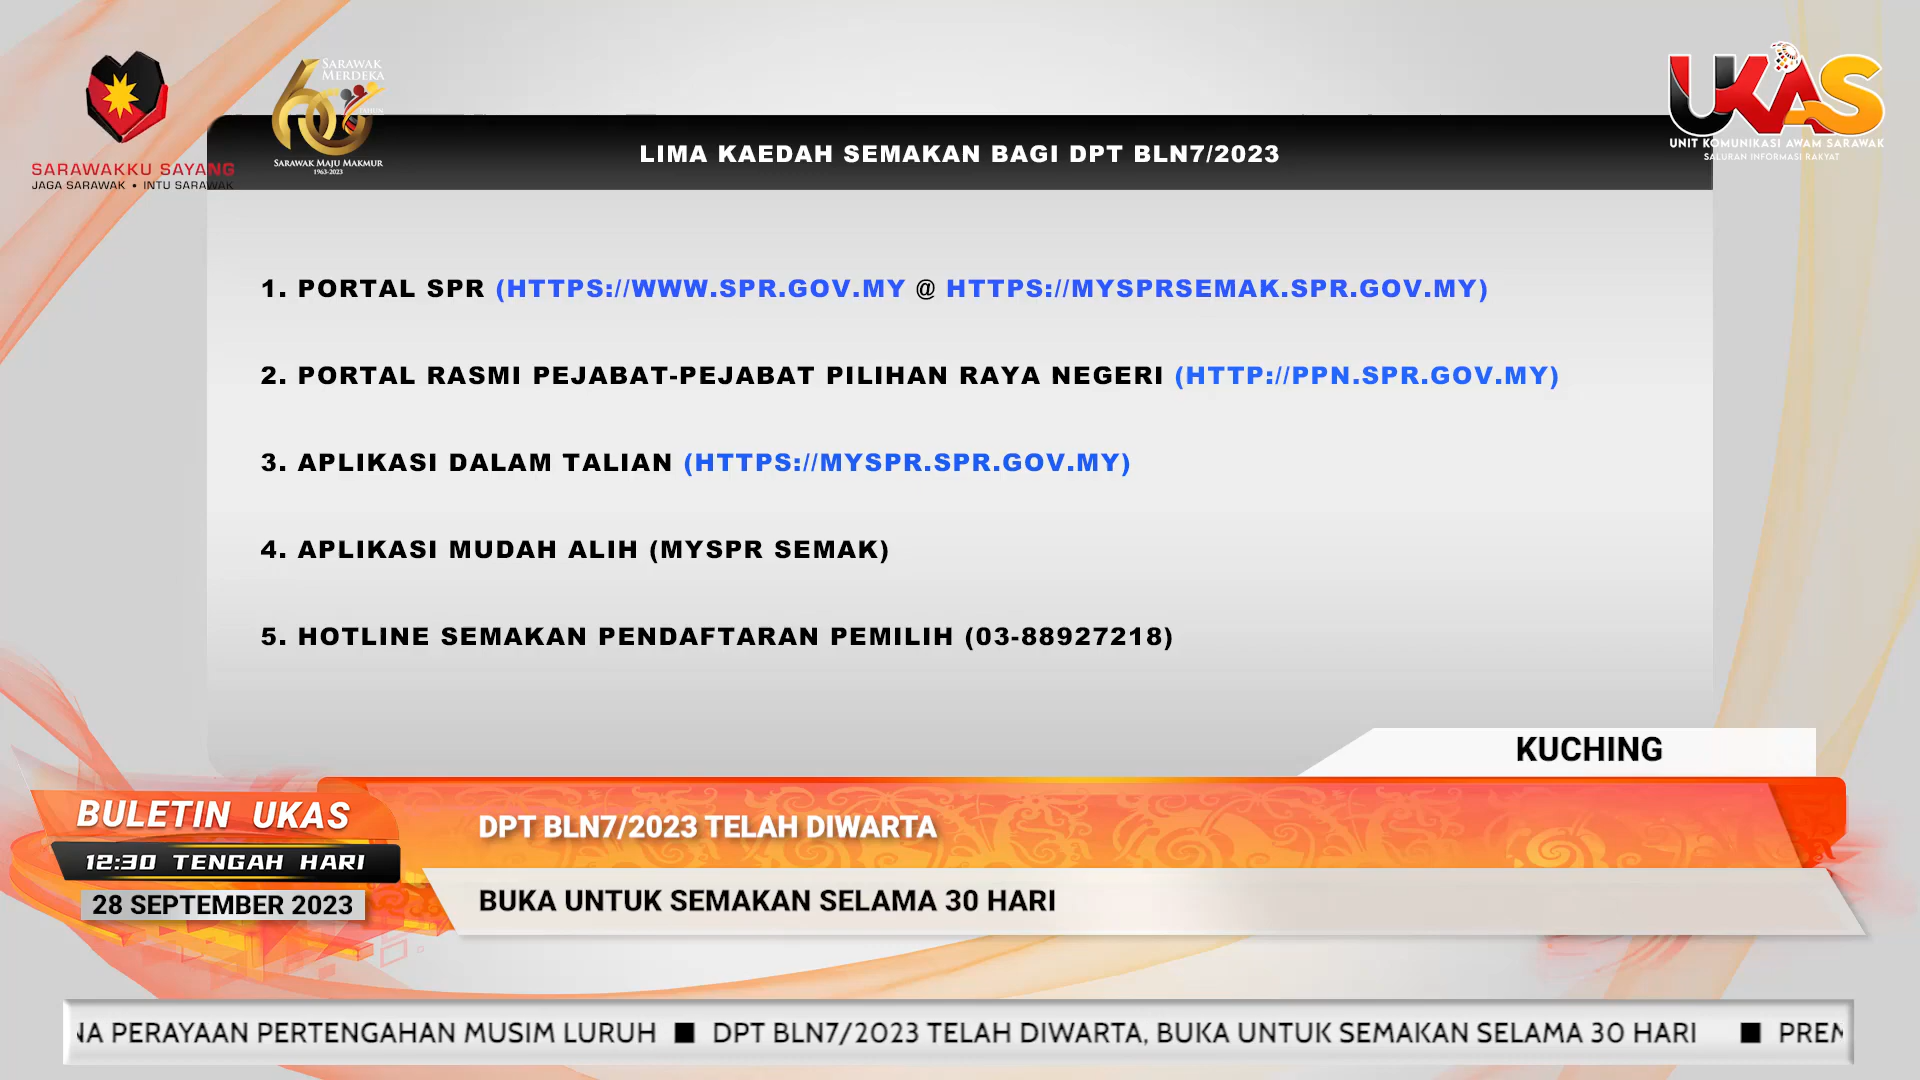 SARAWAKKU SAYANG
JAGA SARAWAK • INTU SARAWAK
SARAWAK
MERDEKA
60
TAHUN
SARAWAK MAJU MAKMUR
1963-2023
UKAS
UNIT KOMUNIKASI AWAM SARAWAK
SALURAN INFORMASI RAKYAT
LIMA KAEDAH SEMAKAN BAGI DPT BLN7/2023
1. PORTAL SPR (HTTPS://WWW.SPR.GOV.MY @ HTTPS://MYSPRSEMAK.SPR.GOV.MY)
2. PORTAL RASMI PEJABAT-PEJABAT PILIHAN RAYA NEGERI (HTTP://PPN.SPR.GOV.MY)
3. APLIKASI DALAM TALIAN (HTTPS://MYSPR.SPR.GOV.MY)
4. APLIKASI MUDAH ALIH (MYSPR SEMAK)
5. HOTLINE SEMAKAN PENDAFTARAN PEMILIH (03-88927218)
KUCHING
BULETIN UKAS
12:30 TENGAH HARI
28 SEPTEMBER 2023
DPT BLN7/2023 TELAH DIWARTA
BUKA UNTUK SEMAKAN SELAMA 30 HARI
NA PERAYAAN PERTENGAHAN MUSIM LURUH ■ DPT BLN7/2023 TELAH DIWARTA, BUKA UNTUK SEMAKAN SELAMA 30 HARI ■ PREM